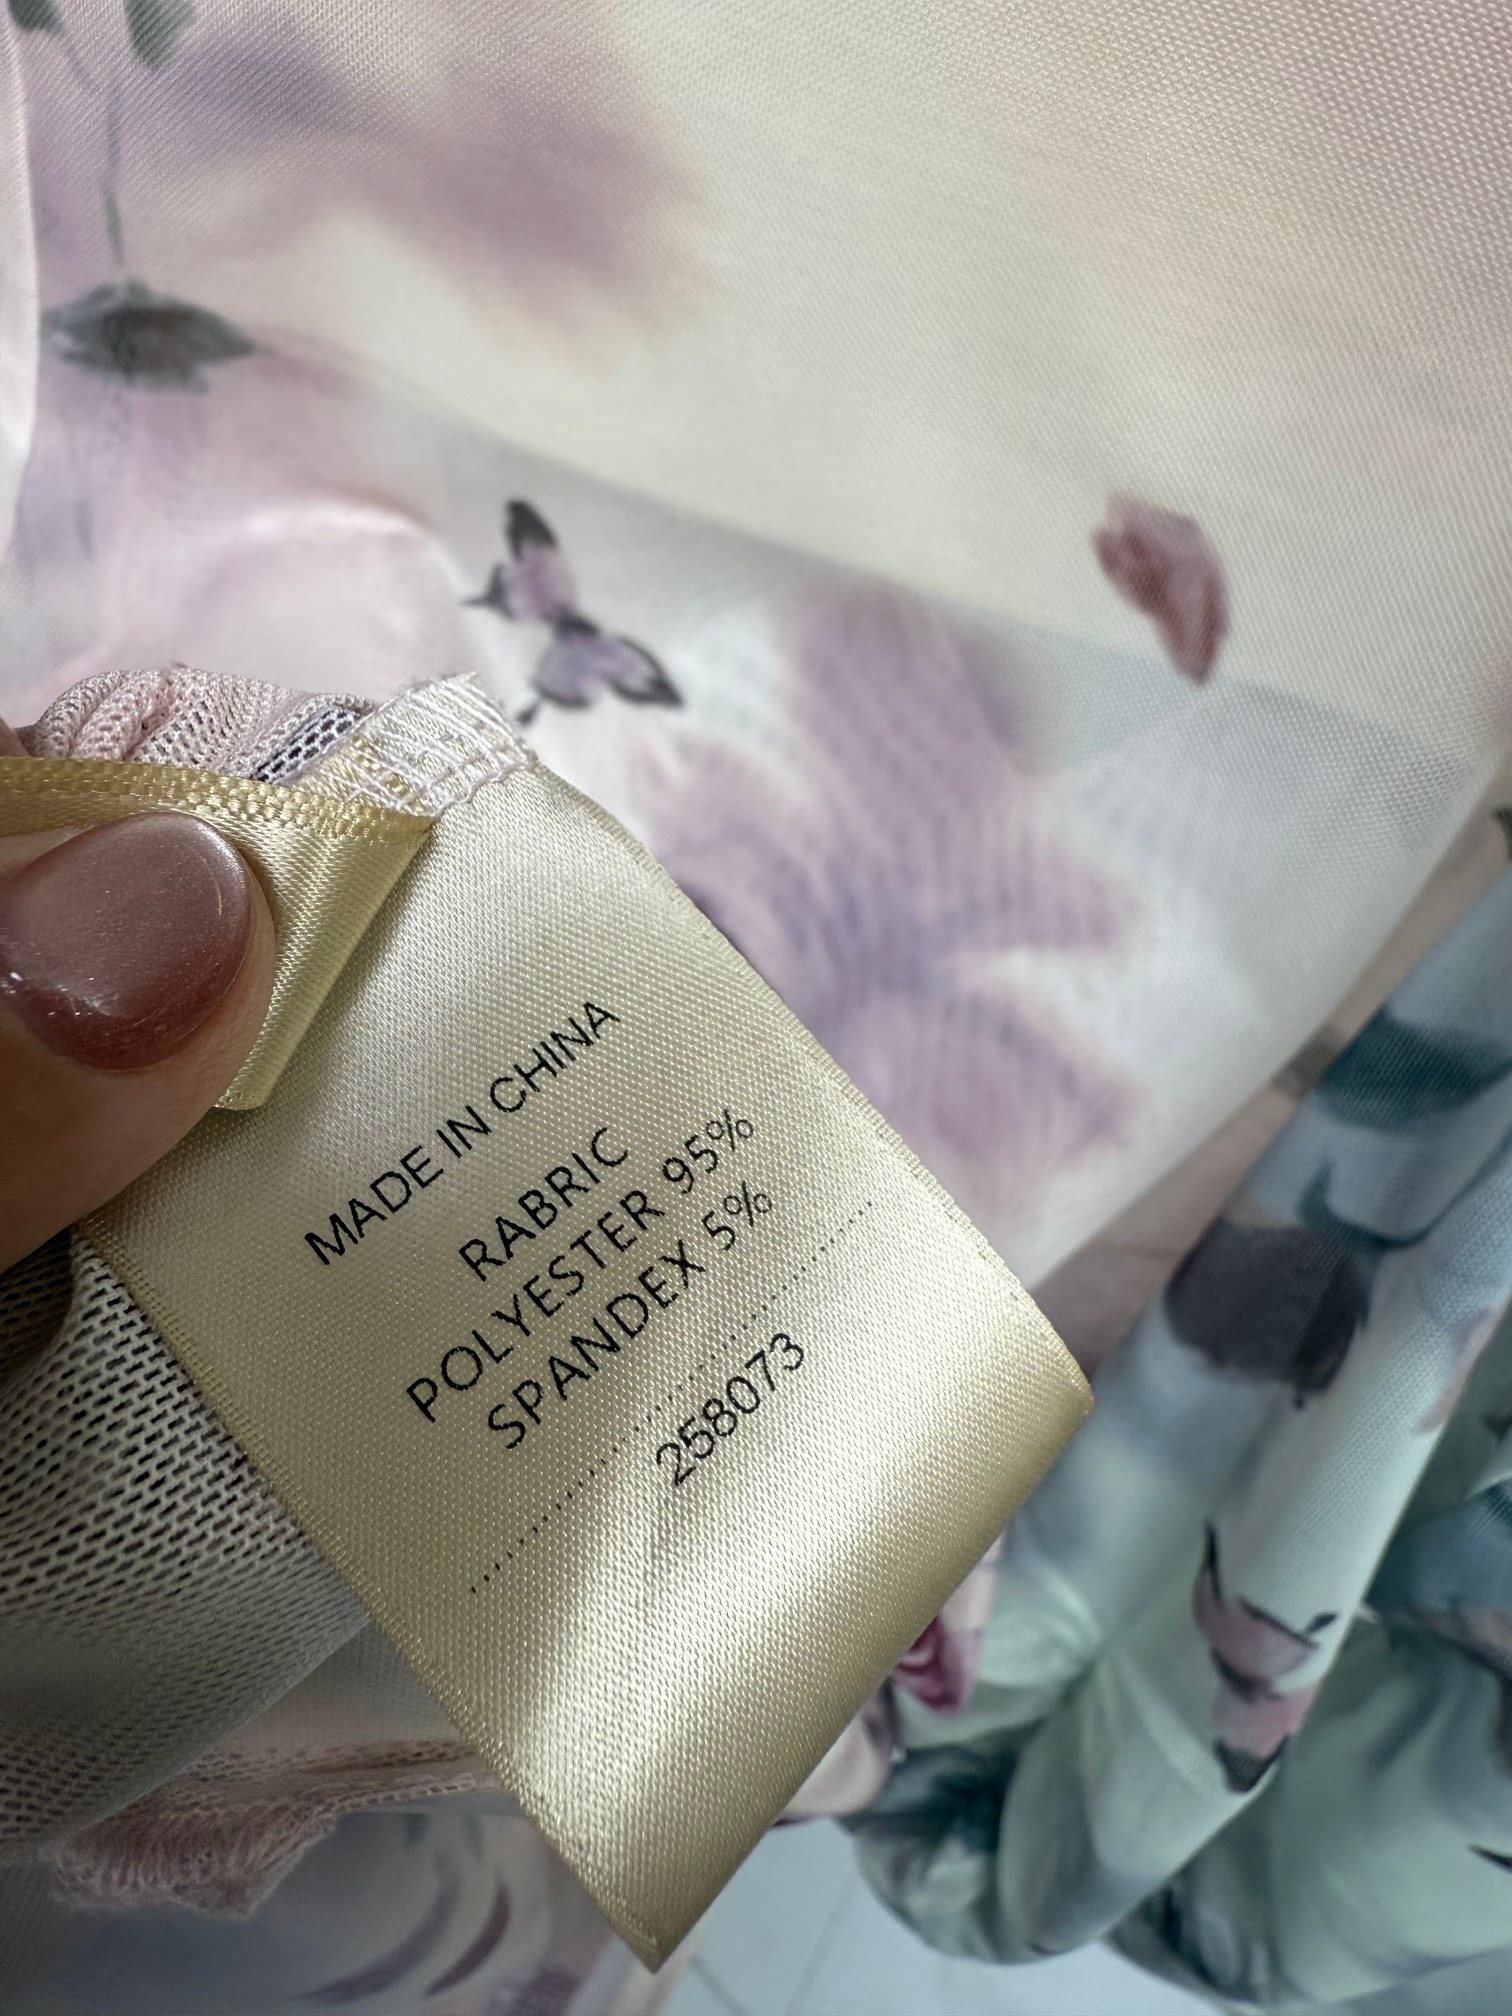 MADE IN CHINA
RABRIC
POLYESTER 95%
SPANDEX 5%
258073